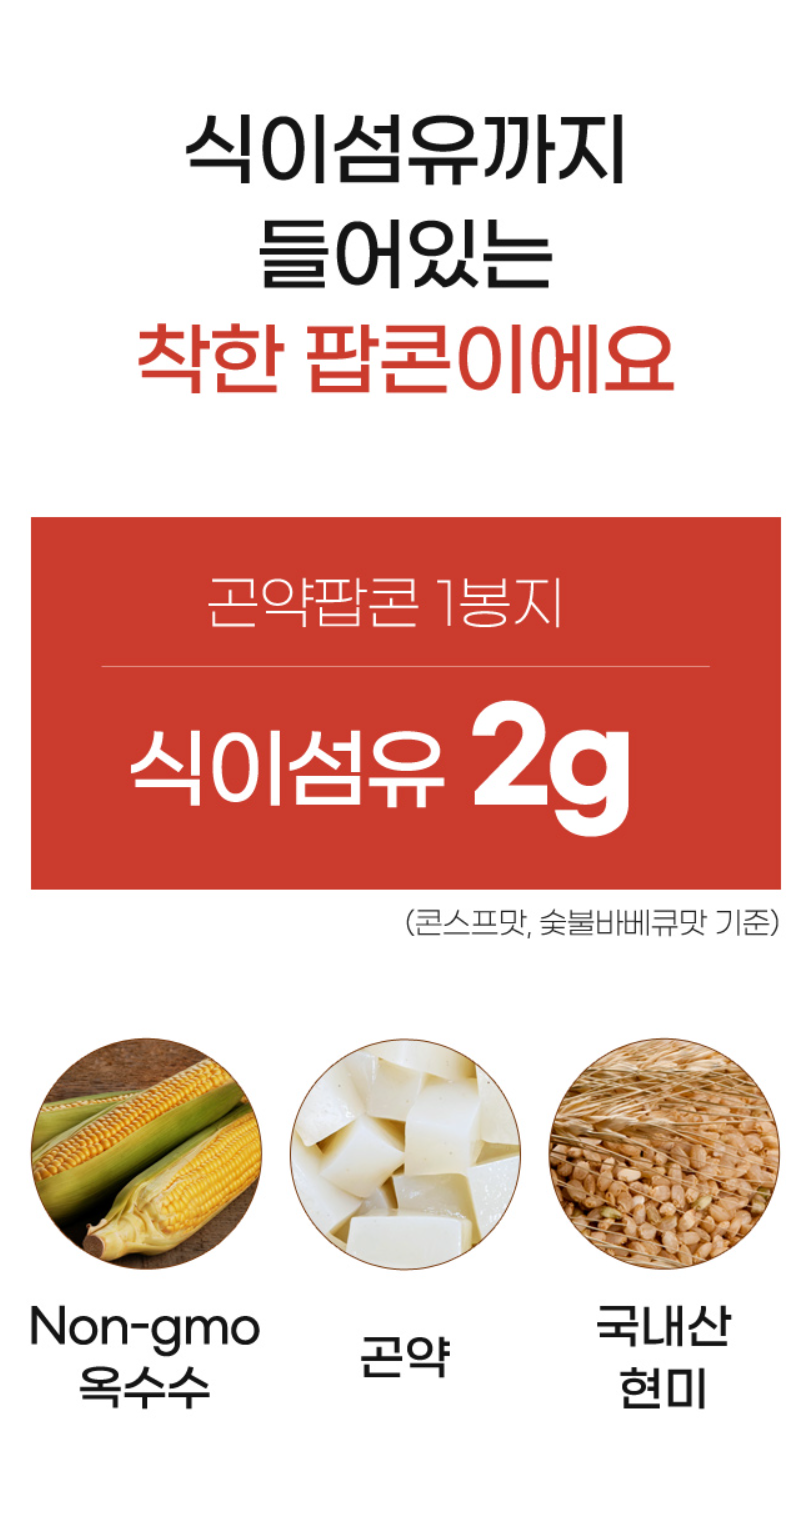 식이섬유까지
들어있는
착한 팝콘이에요
곤약팝콘 1봉지
식이섬유 2g
(콘스프맛, 숯불바베큐맛 기준)
Non-gmo
옥수수
곤약
국내산
현미